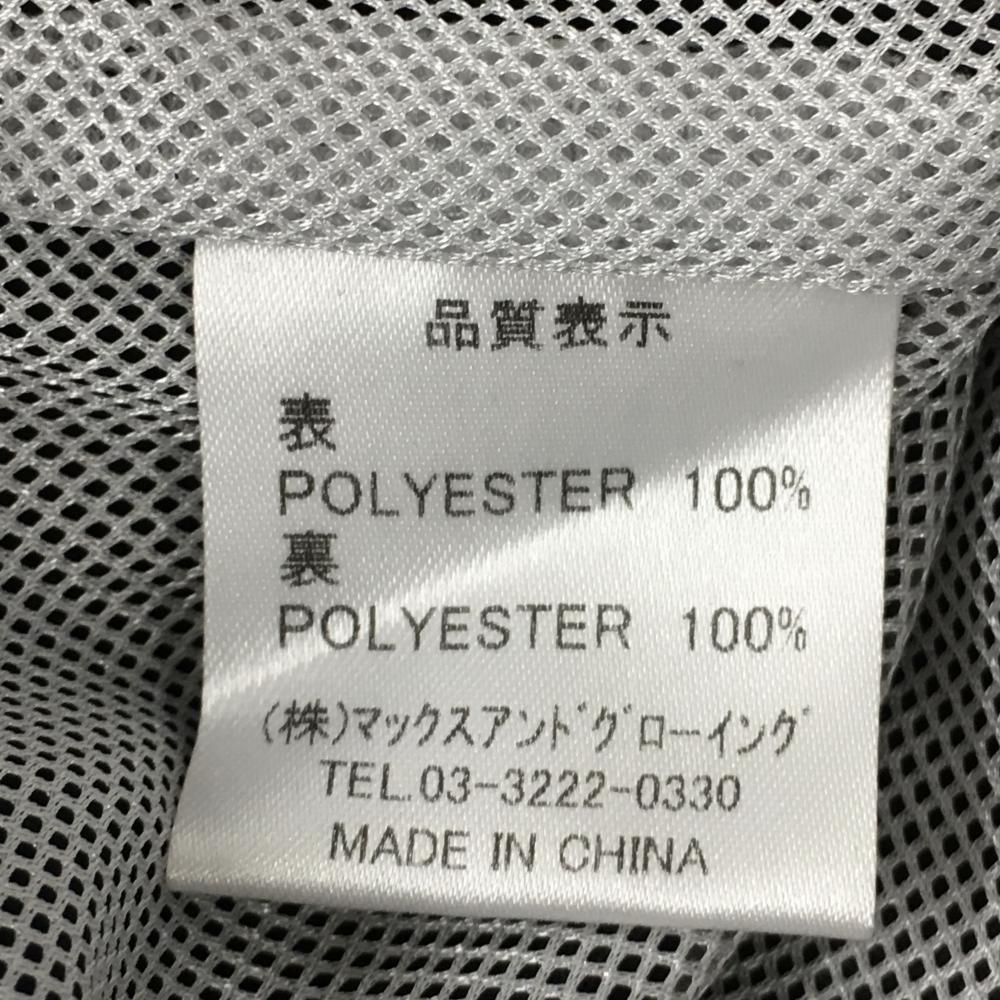 品質表示
表
POLYESTER 100%
裏
POLYESTER 100%
(株)マックスアンドグローイング
TEL.03-3222-0330
MADE IN CHINA